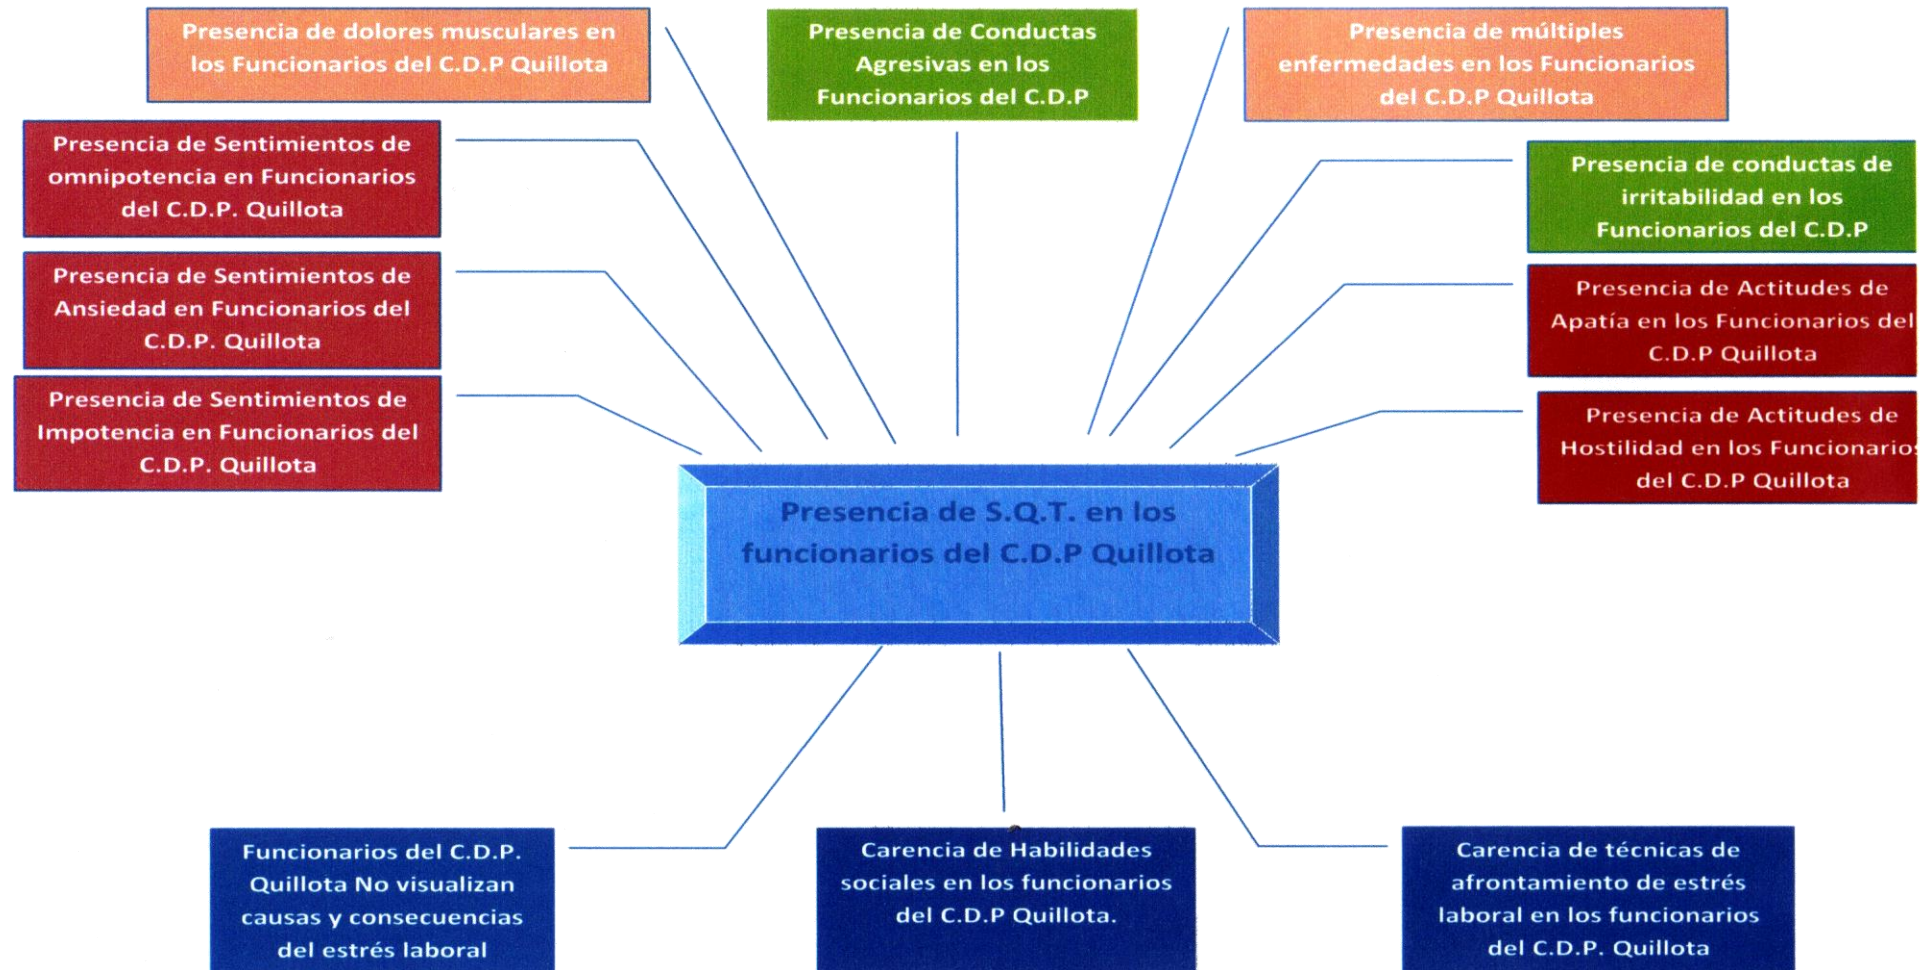 Presencia de dolores musculares en
los Funcionarios del C.D.P Quillota
Presencia de Conductas
Agresivas en los
Funcionarios del C.D.P
Presencia de múltiples
enfermedades en los Funcionarios
del C.D.P Quillota
Presencia de Sentimientos de
omnipotencia en Funcionarios
del C.D.P. Quillota
Presencia de conductas de
irritabilidad en los
Funcionarios del C.D.P
Presencia de Sentimientos de
Ansiedad en Funcionarios del
C.D.P. Quillota
Presencia de Actitudes de
Apatía en los Funcionarios del
C.D.P Quillota
Presencia de Sentimientos de
Impotencia en Funcionarios del
C.D.P. Quillota
Presencia de Actitudes de
Hostilidad en los Funcionarios
del C.D.P Quillota
Presencia de S.Q.T. en los
funcionarios del C.D.P Quillota
Funcionarios del C.D.P.
Quillota No visualizan
causas y consecuencias
del estrés laboral
Carencia de Habilidades
sociales en los funcionarios
del C.D.P Quillota.
Carencia de técnicas de
afrontamiento de estrés
laboral en los funcionarios
del C.D.P. Quillota